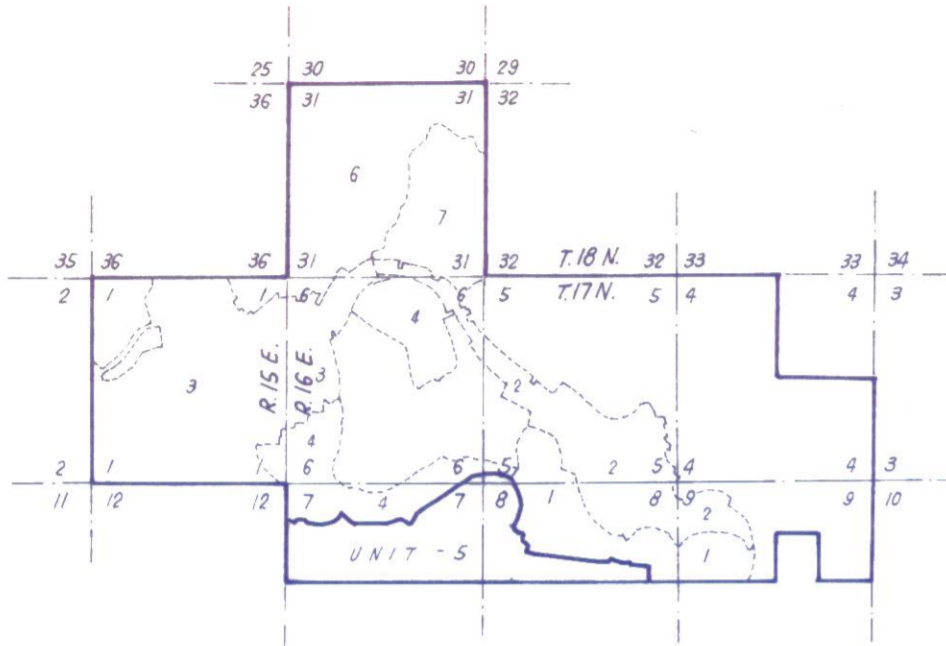 25 30 30 29
36 31 31 32
6
7
35 36 36 31 31 32 T.18 N. 32 33 33 34
2 1 1 6 6 5 T.17 N. 5 4 4 3
4
R.15 E. R.16 E.
3 3 2
4
2 1 1 6 6 5 2 5 4 4 3
11 12 12 7 4 7 8 1 8 9 9 10
2
UNIT - 5 1